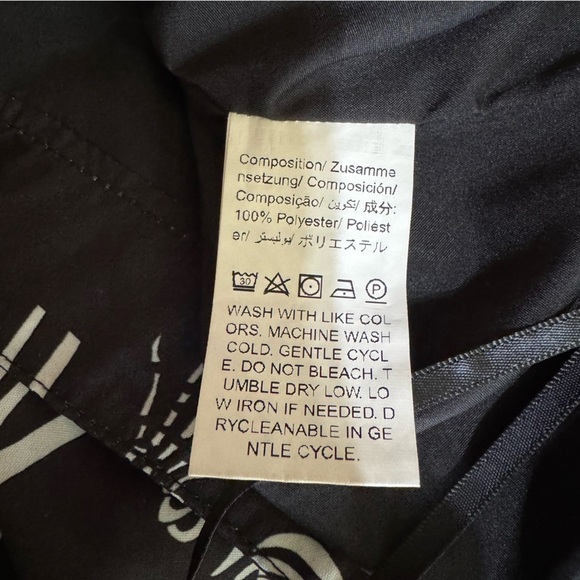 Composition/ Zusamme
nsetzung/ Composición/
Composição/ تكوين/ 成分:
100% Polyester/ Poliést
er/ بوليستر/ ポリエステル
30 P
WASH WITH LIKE COL
ORS. MACHINE WASH
COLD. GENTLE CYCL
E. DO NOT BLEACH. T
UMBLE DRY LOW. LO
W IRON IF NEEDED. D
RYCLEANABLE IN GE
NTLE CYCLE.